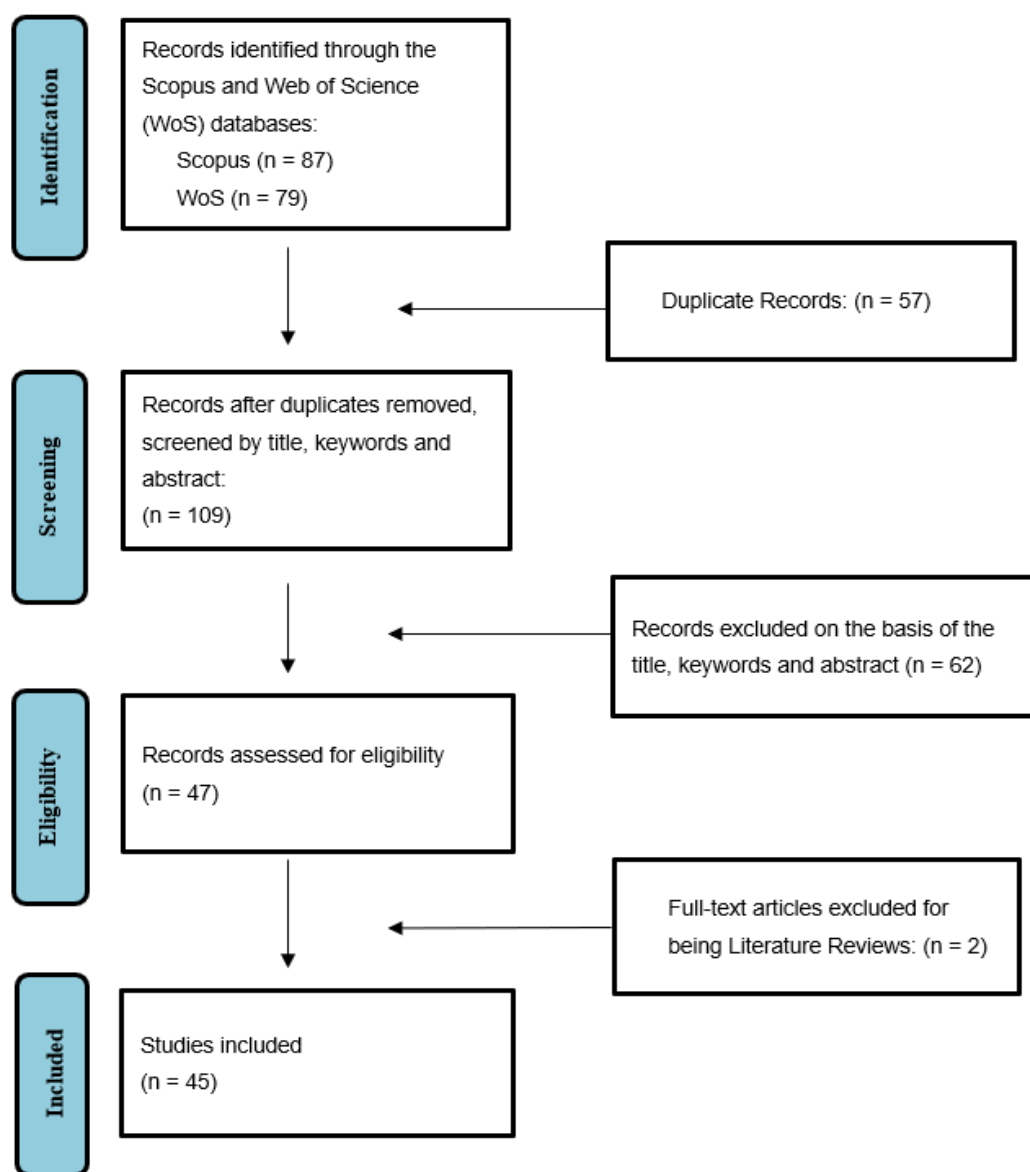 Identification
Records identified through the
Scopus and Web of Science
(WoS) databases:
Scopus (n = 87)
WoS (n = 79)
Duplicate Records: (n = 57)
Screening
Records after duplicates removed,
screened by title, keywords and
abstract:
(n = 109)
Records excluded on the basis of the
title, keywords and abstract (n = 62)
Eligibility
Records assessed for eligibility
(n = 47)
Full-text articles excluded for
being Literature Reviews: (n = 2)
Included
Studies included
(n = 45)